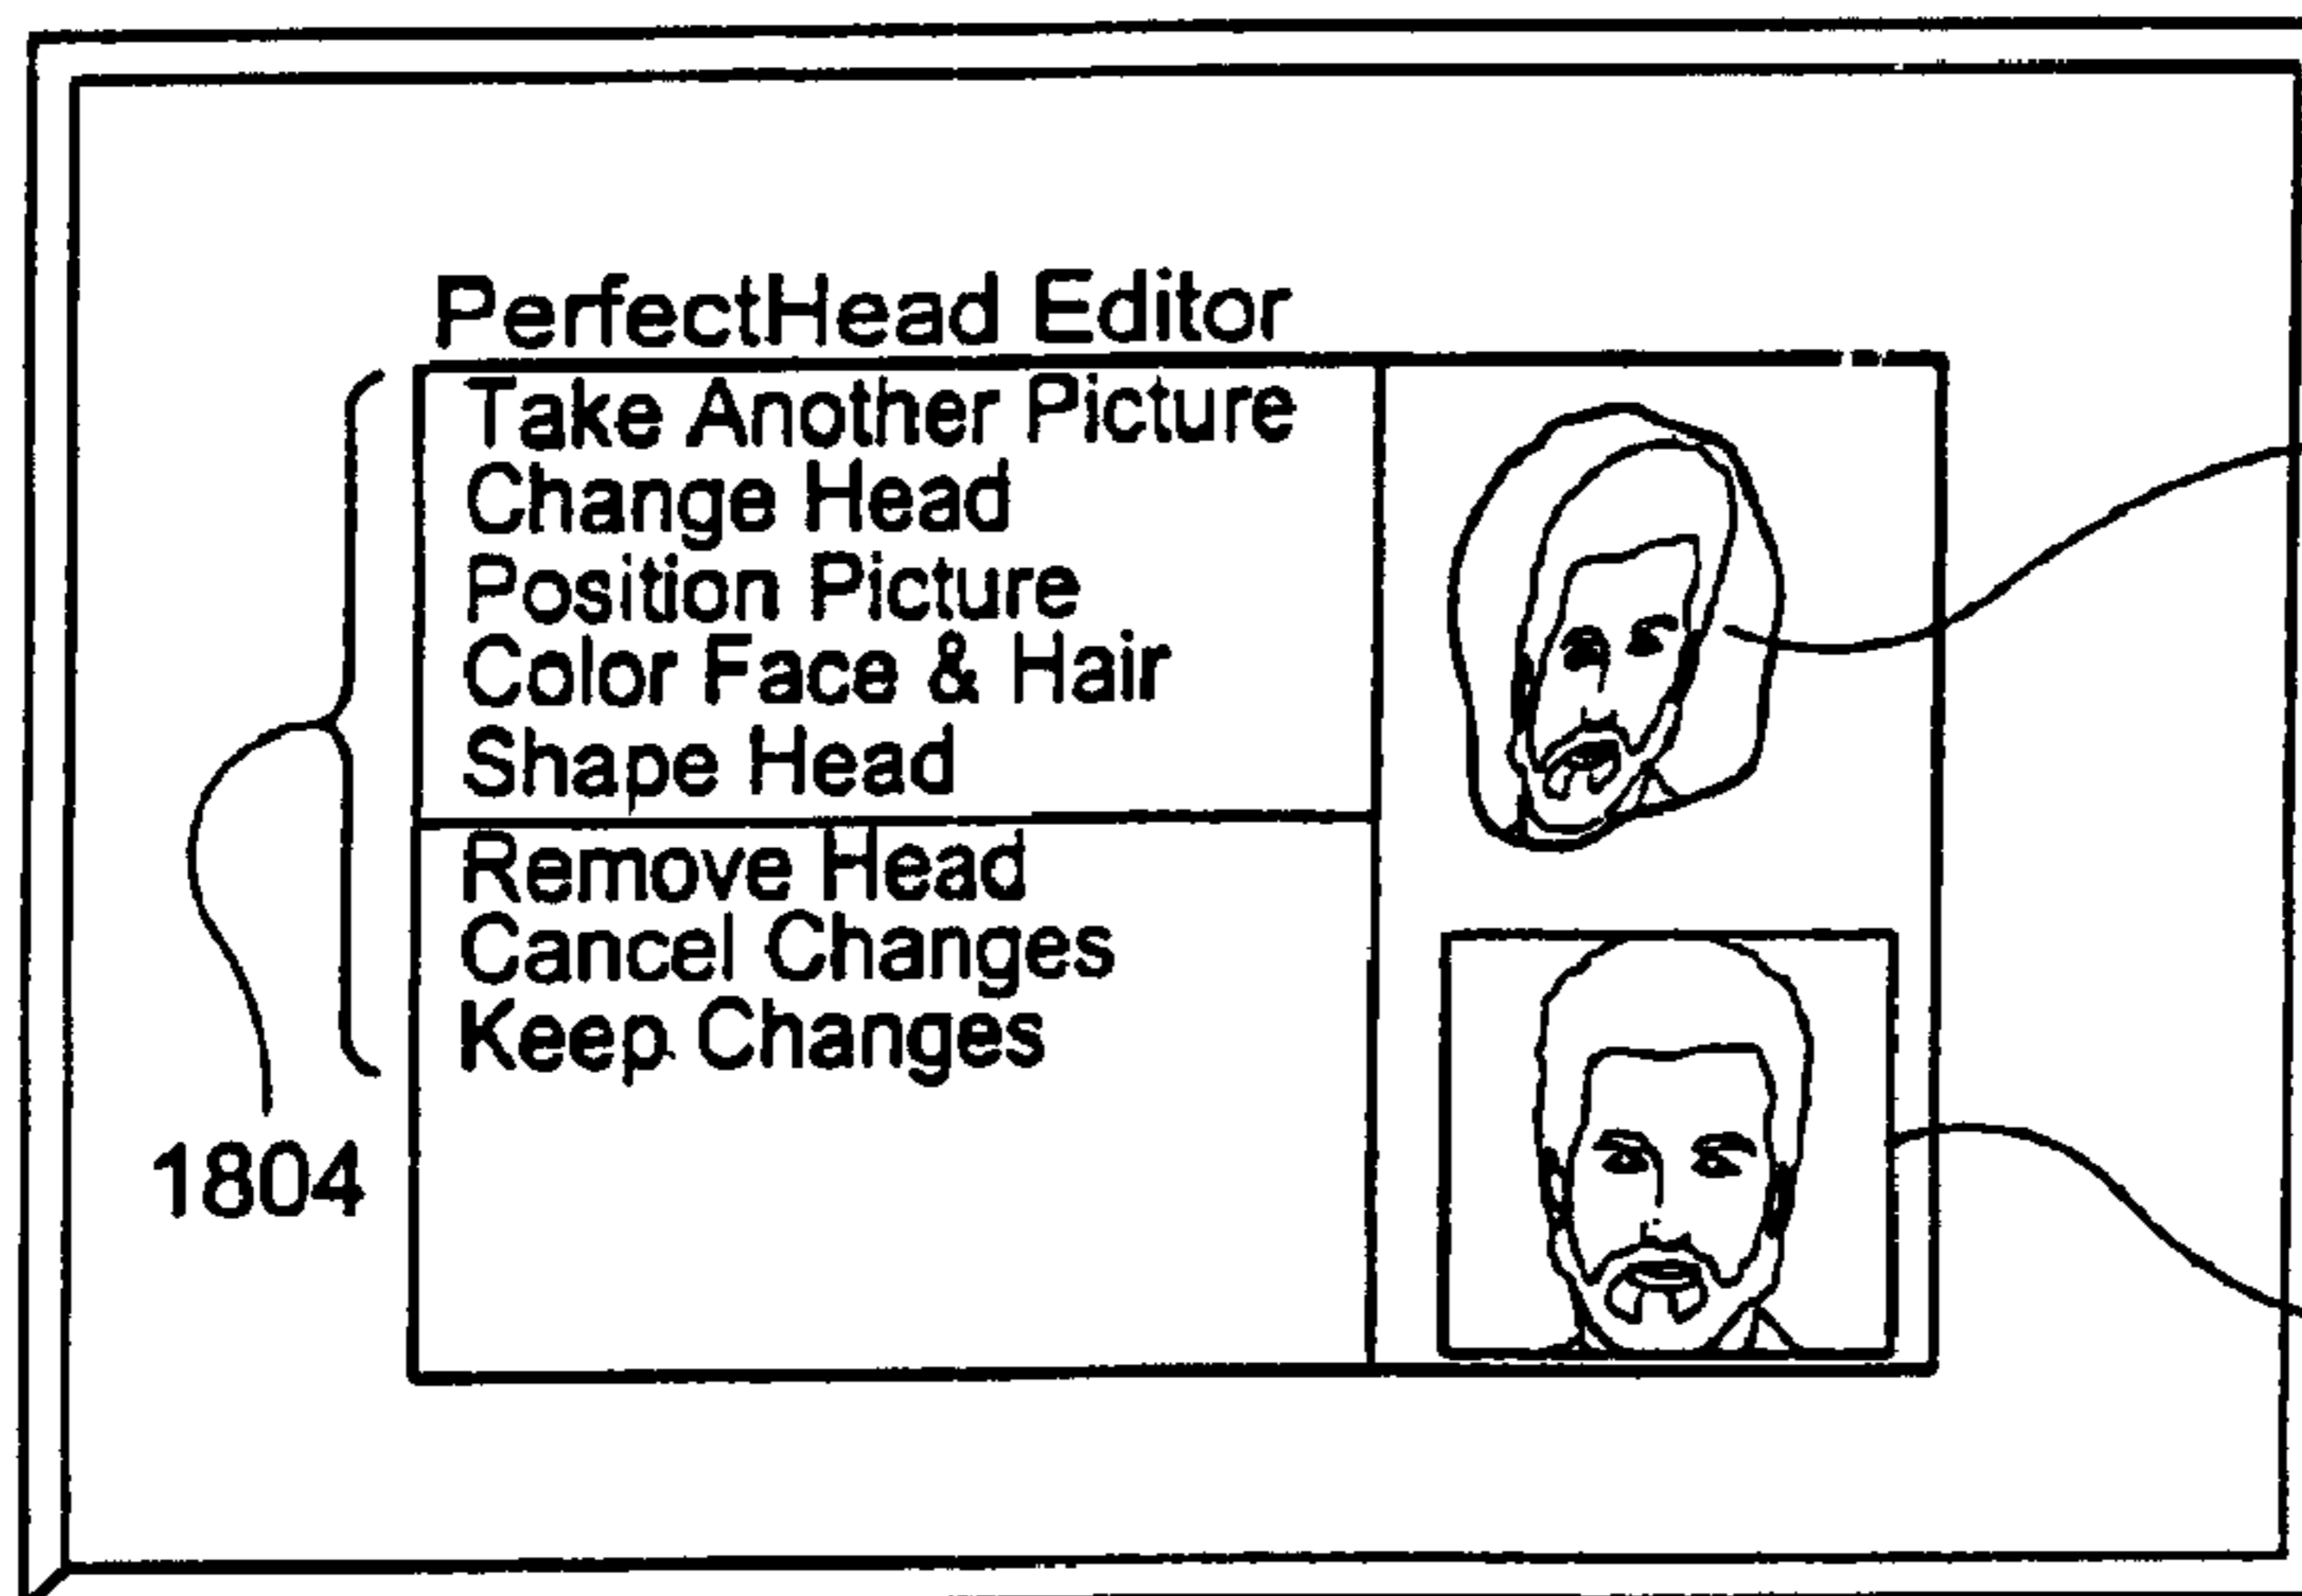 PerfectHead Editor
Take Another Picture
Change Head
Position Picture
Color Face & Hair
Shape Head
Remove Head
Cancel Changes
Keep Changes
1804